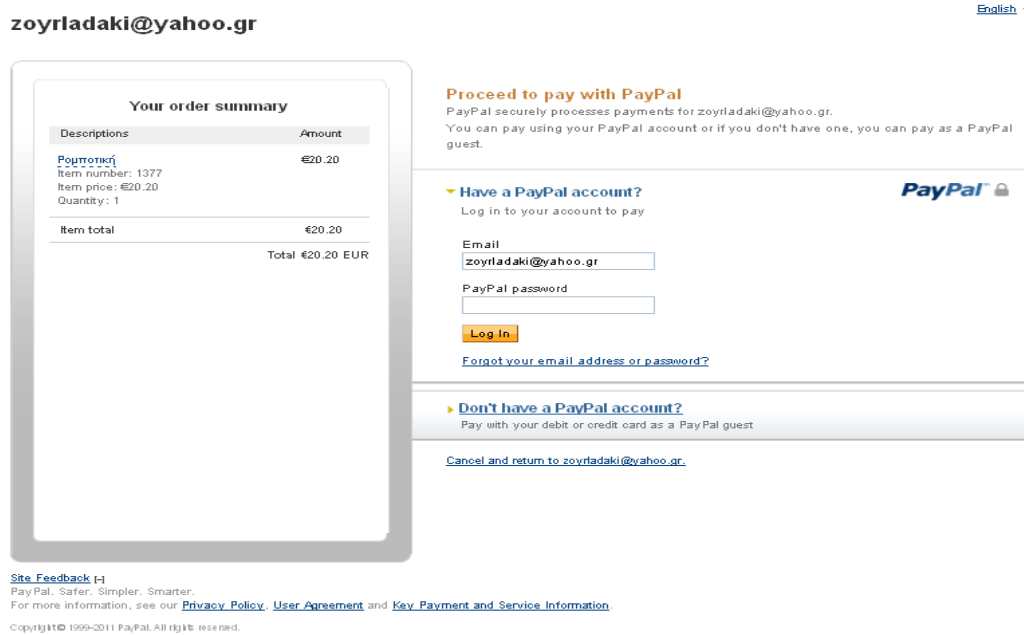 English
zoyrladaki@yahoo.gr
Your order summary
Descriptions Amount
Ρομποτική €20.20
Item number: 1377
Item price: €20.20
Quantity: 1
Item total €20.20
Total €20.20 EUR
Proceed to pay with PayPal
PayPal securely processes payments for zoyrladaki@yahoo.gr.
You can pay using your PayPal account or if you don't have one, you can pay as a PayPal
guest.
Have a PayPal account? PayPal™
Log in to your account to pay
Email
zoyrladaki@yahoo.gr
PayPal password
Log In
Forgot your email address or password?
Don't have a PayPal account?
Pay with your debit or credit card as a PayPal guest
Cancel and return to zoyrladaki@yahoo.gr.
Site Feedback [-]
PayPal. Safer. Simpler. Smarter.
For more information, see our Privacy Policy, User Agreement and Key Payment and Service Information.
Copyright© 1999-2011 PayPal. All rights reserved.